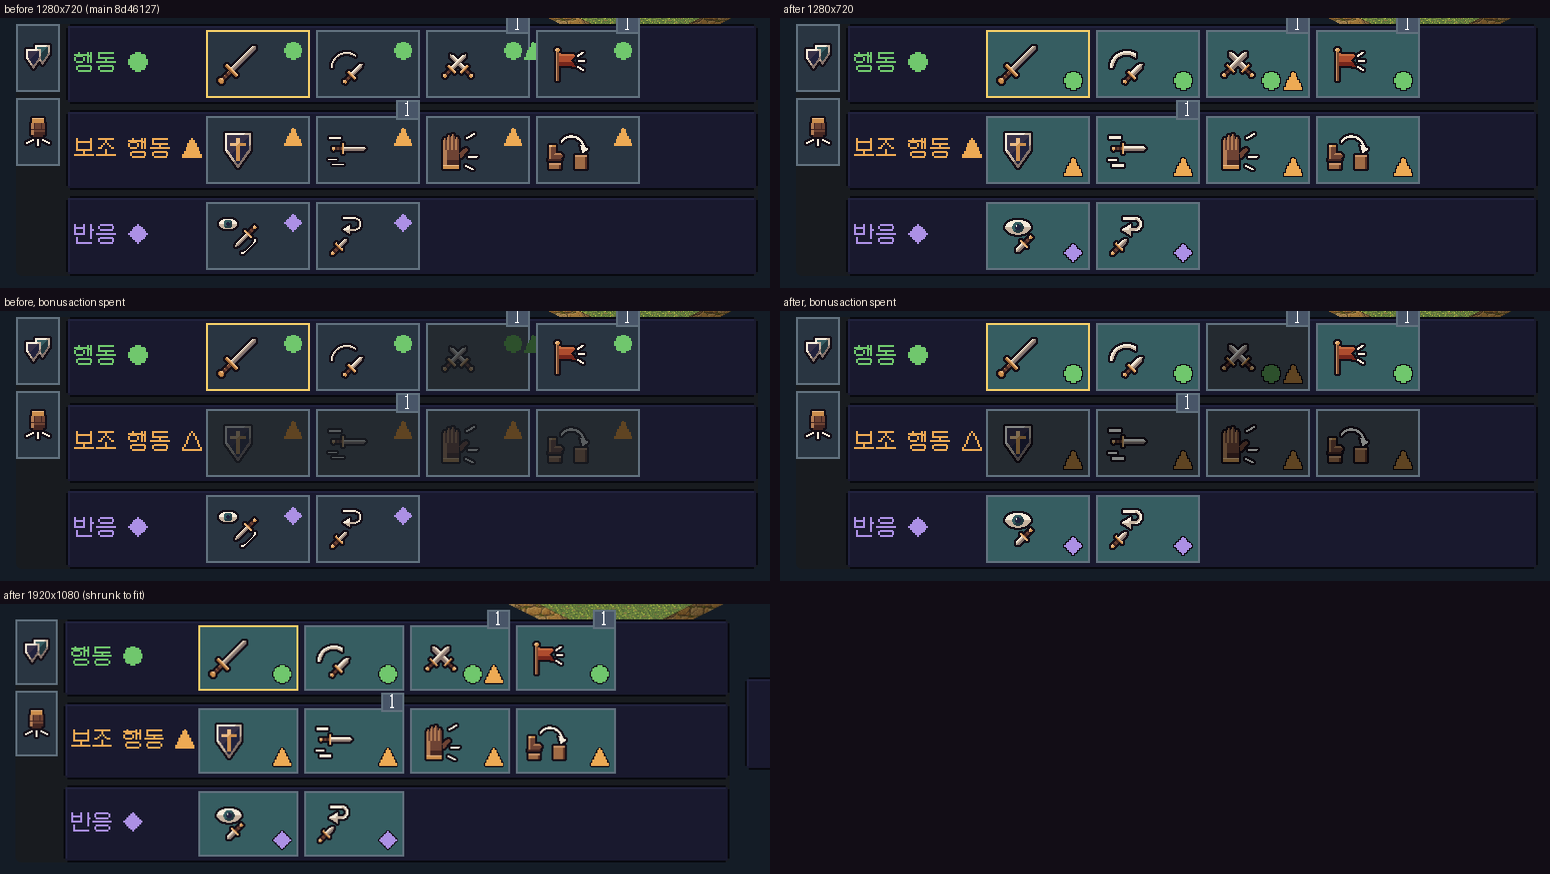 before 1280x720 (main 8d46127)
1 1
행동
1
보조 행동
반응
after 1280x720
1 1
행동
1
보조 행동
반응
before, bonus action spent
1 1
행동
1
보조 행동
반응
after, bonus action spent
1 1
행동
1
보조 행동
반응
after 1920x1080 (shrunk to fit)
1 1
행동
1
보조 행동
반응